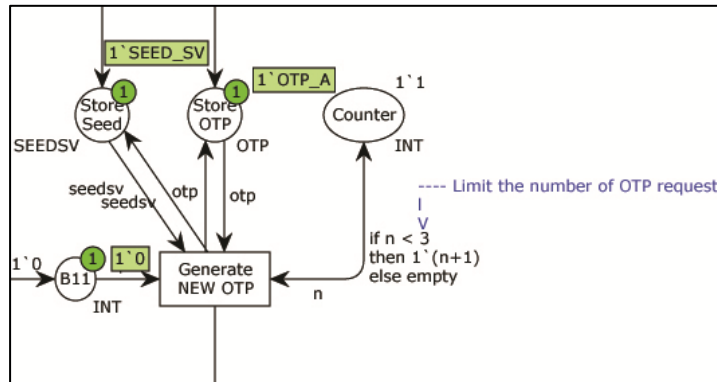 1`SEED_SV
1
Store
Seed
SEEDSV
1
Store
OTP
1`OTP_A
OTP
Counter
1`1
INT
seedsv
seedsv
otp
otp
---- Limit the number of OTP request
I
V
if n < 3
then 1`(n+1)
else empty
1`0
B11
1
1`0
INT
Generate
NEW OTP
n